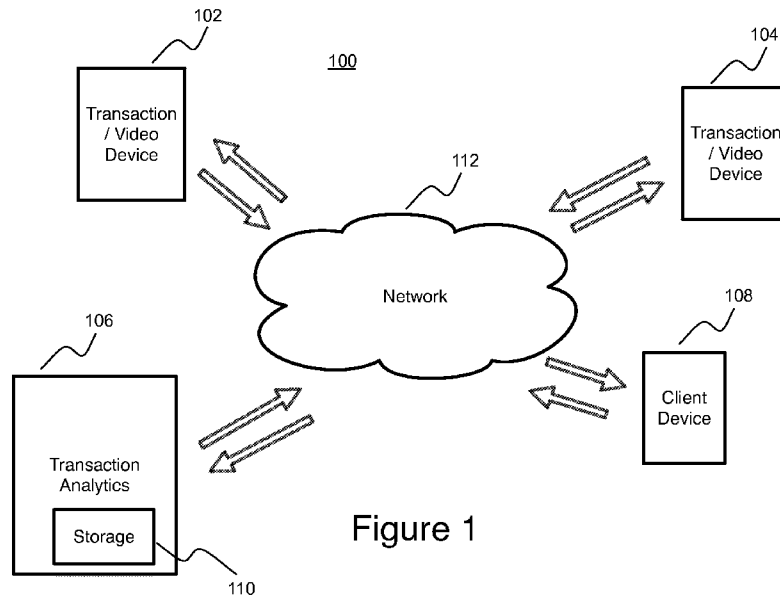 102
100
104
Transaction
/ Video
Device
Transaction
/ Video
Device
112
Network
106
108
Transaction
Analytics
Client
Device
Storage
110
Figure 1